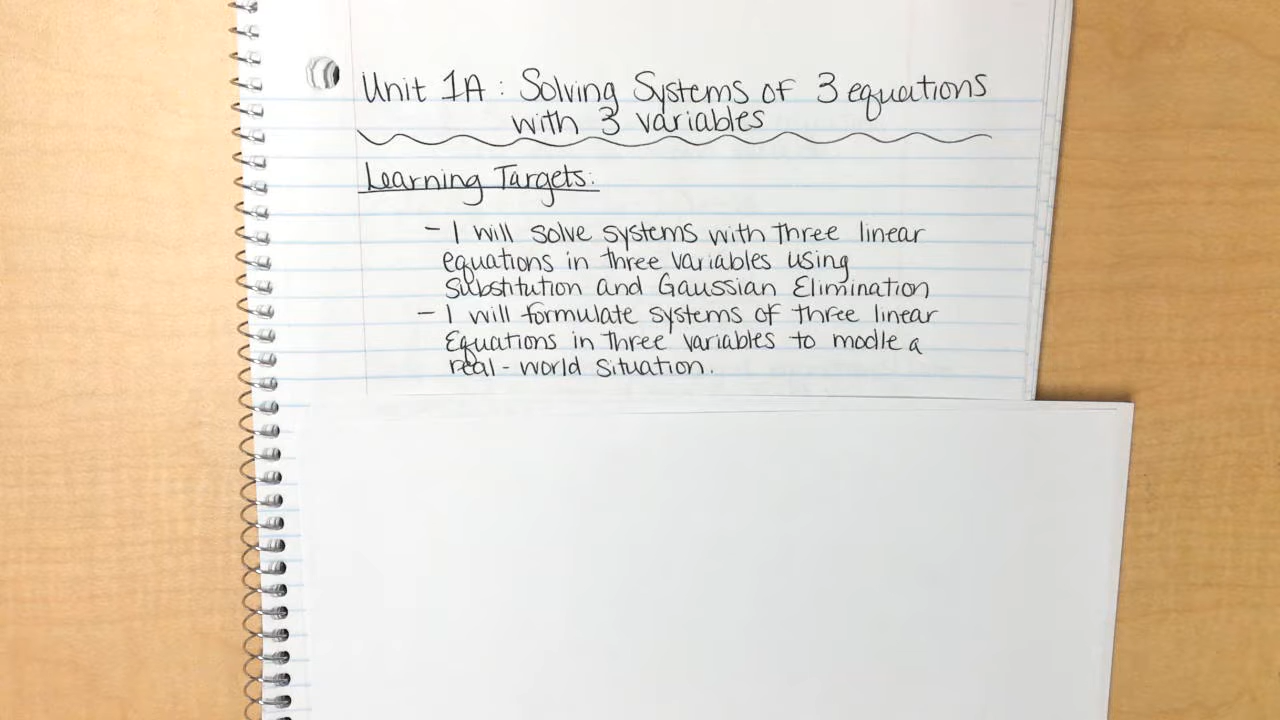 Unit 1A : Solving Systems of 3 equations
with 3 variables
Learning Targets:
- I will solve systems with three linear
equations in three variables using
Substitution and Gaussian Elimination
- I will formulate systems of three linear
Equations in three variables to modle a
real-world situation.